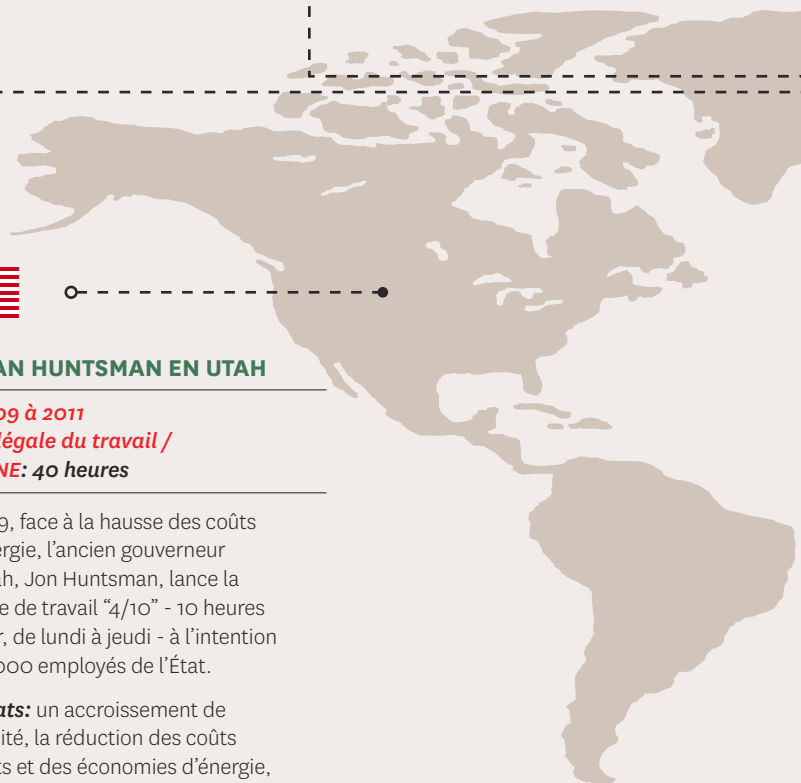 AN HUNTSMAN EN UTAH
09 à 2011
légale du travail /
NE: 40 heures
9, face à la hausse des coûts
ergie, l'ancien gouverneur
ah, Jon Huntsman, lance la
e de travail “4/10” - 10 heures
r, de lundi à jeudi - à l'intention
000 employés de l'État.
ats: un accroissement de
ité, la réduction des coûts
ts et des économies d'énergie,